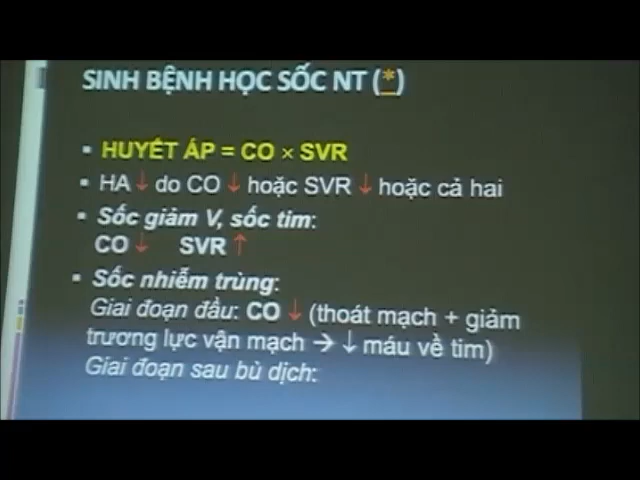 SINH BỆNH HỌC SỐC NT (*)
▪ HUYẾT ÁP = CO × SVR
▪ HA ↓ do CO ↓ hoặc SVR ↓ hoặc cả hai
▪ Sốc giảm V, sốc tim:
CO ↓ SVR ↑
▪ Sốc nhiễm trùng:
Giai đoạn đầu: CO ↓ (thoát mạch + giảm
trương lực vận mạch → ↓ máu về tim)
Giai đoạn sau bù dịch: